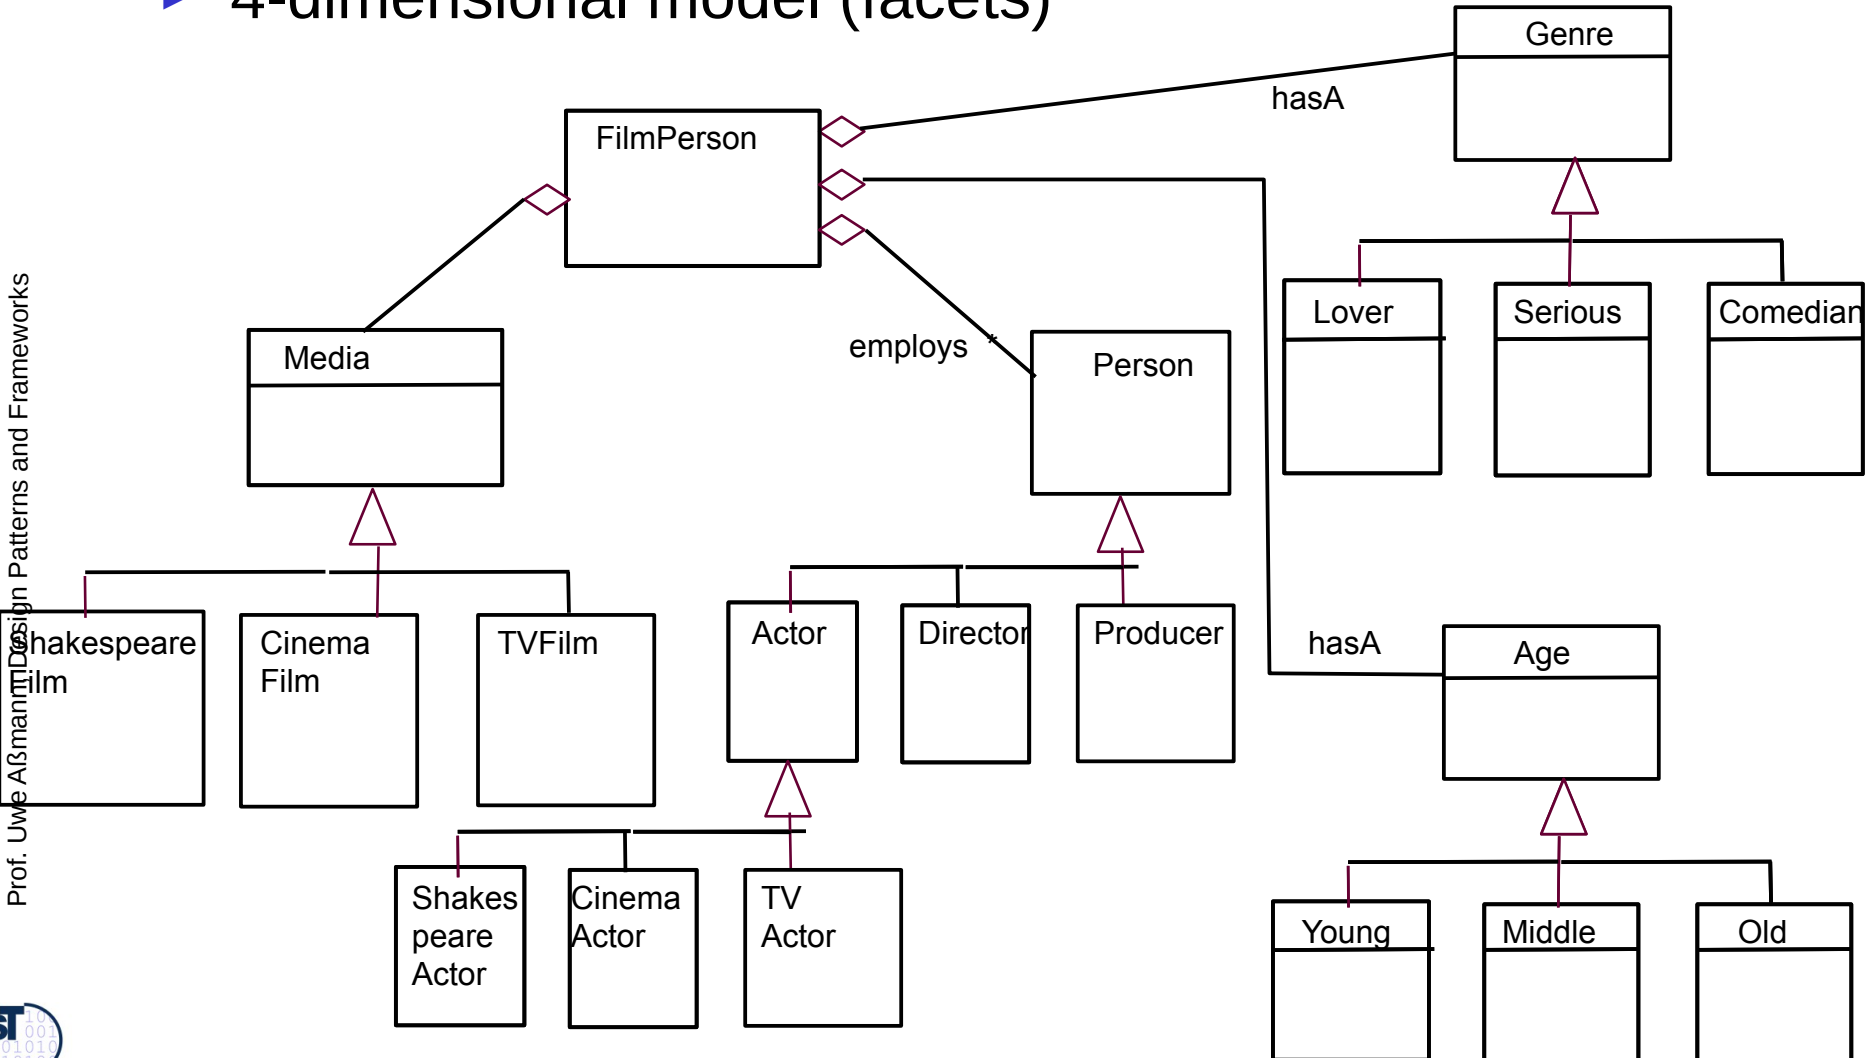 4-dimensional model (facets)
Genre
hasA
FilmPerson
Lover
Serious
Comedian
Media
employs
*
Person
Shakespeare
Film
Cinema
Film
TVFilm
Actor
Director
Producer
hasA
Age
Shakes
peare
Actor
Cinema
Actor
TV
Actor
Young
Middle
Old
Prof. Uwe Aßmann, Design Patterns and Frameworks
ST